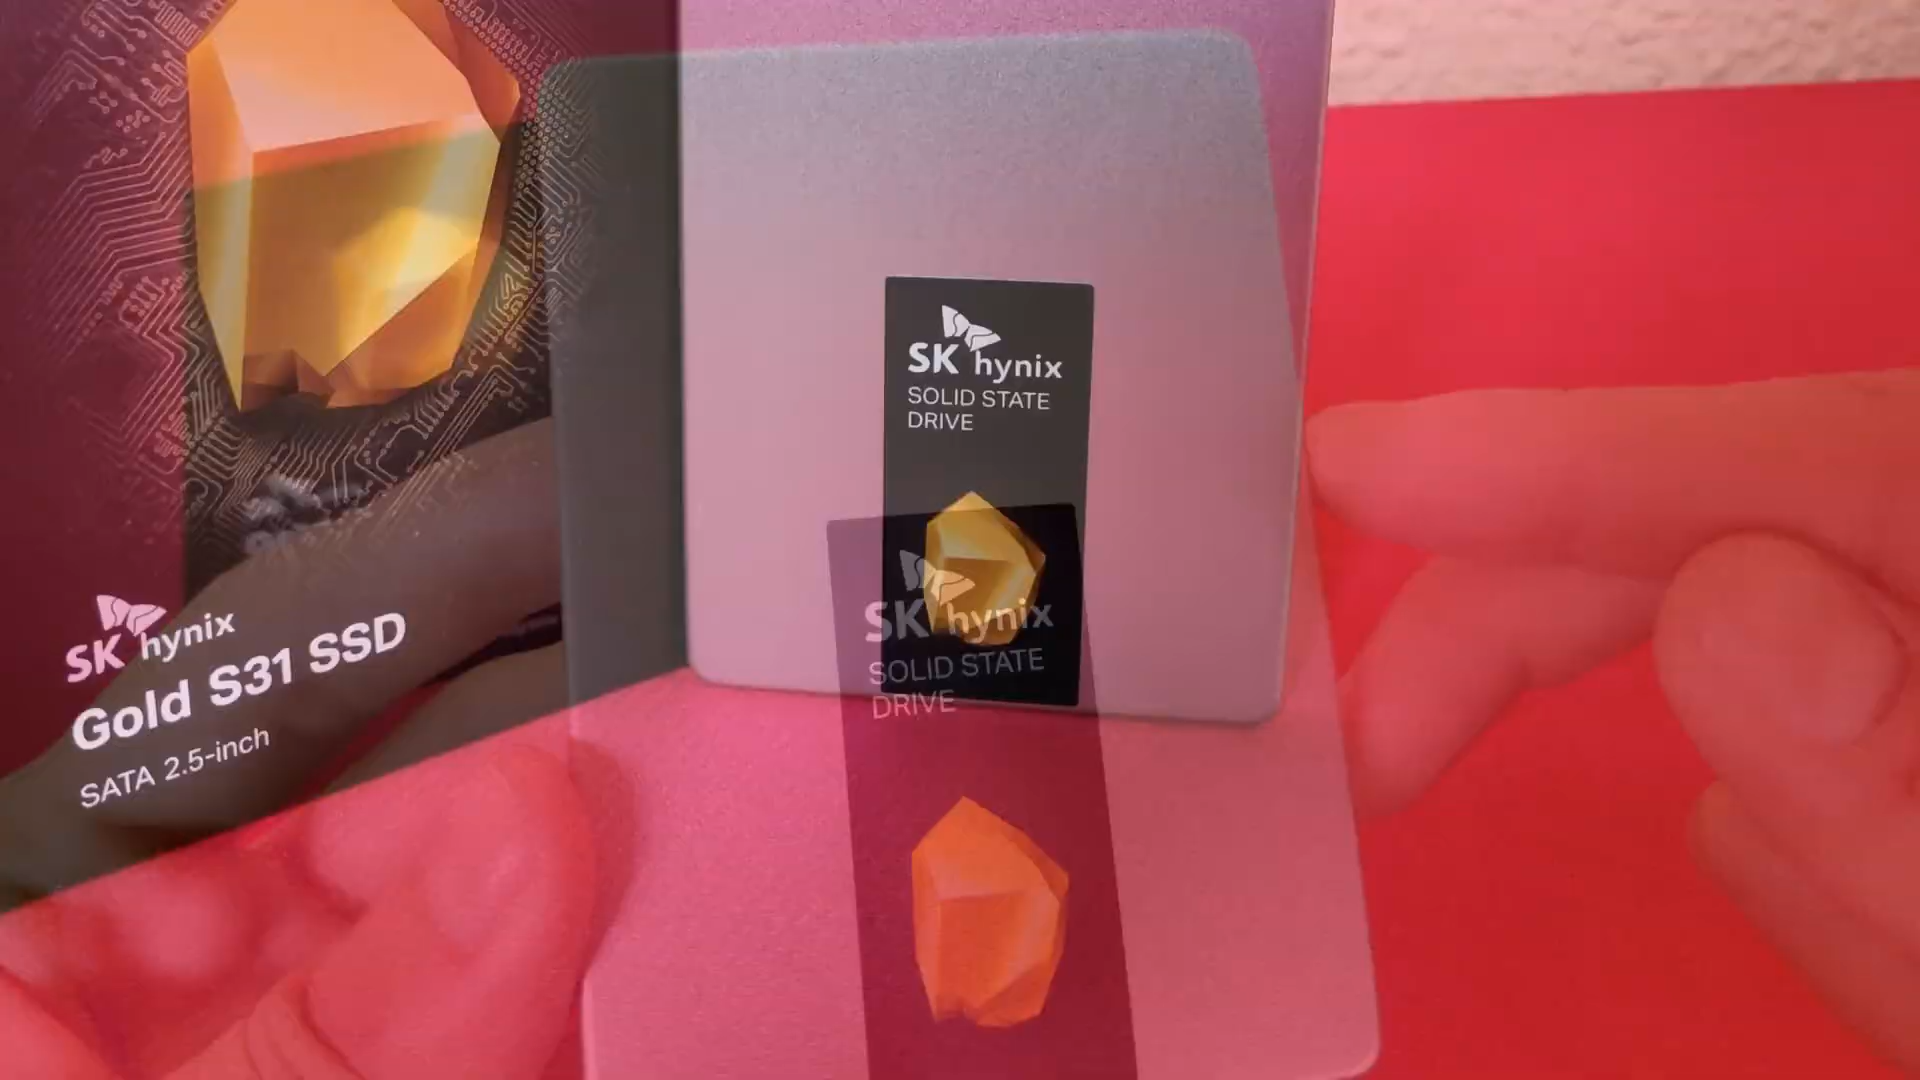 SK hynix
Gold S31 SSD
SATA 2.5-inch
SK hynix
SOLID STATE
DRIVE
SK hynix
SOLID STATE
DRIVE